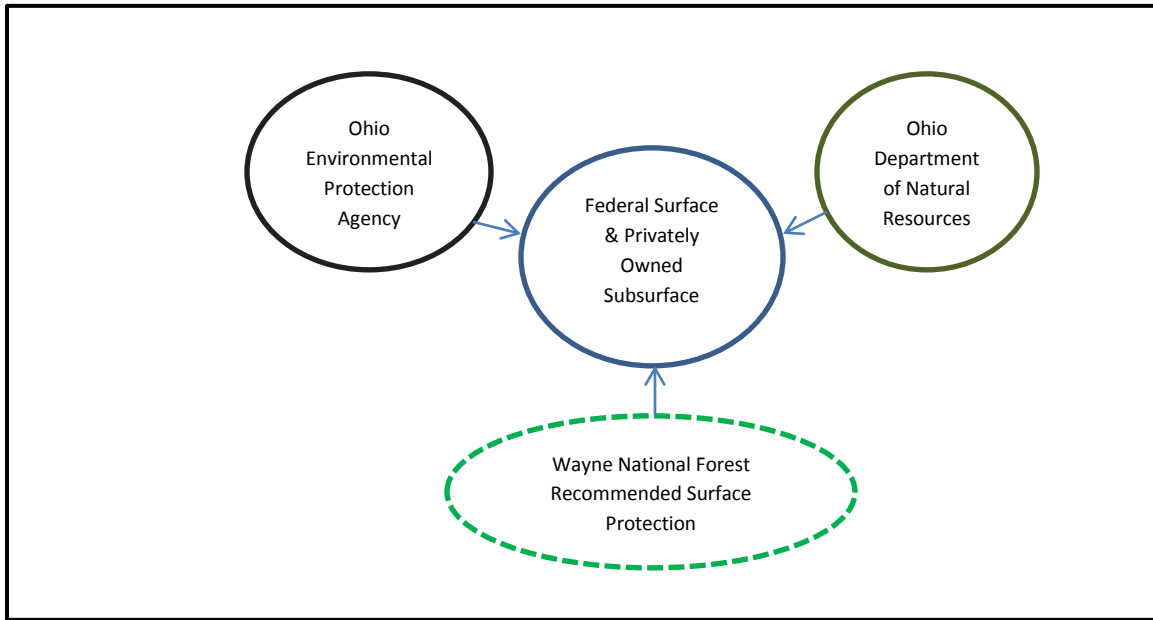 Ohio
Environmental
Protection
Agency
Ohio
Department
of Natural
Resources
Federal Surface
& Privately
Owned
Subsurface
Wayne National Forest
Recommended Surface
Protection